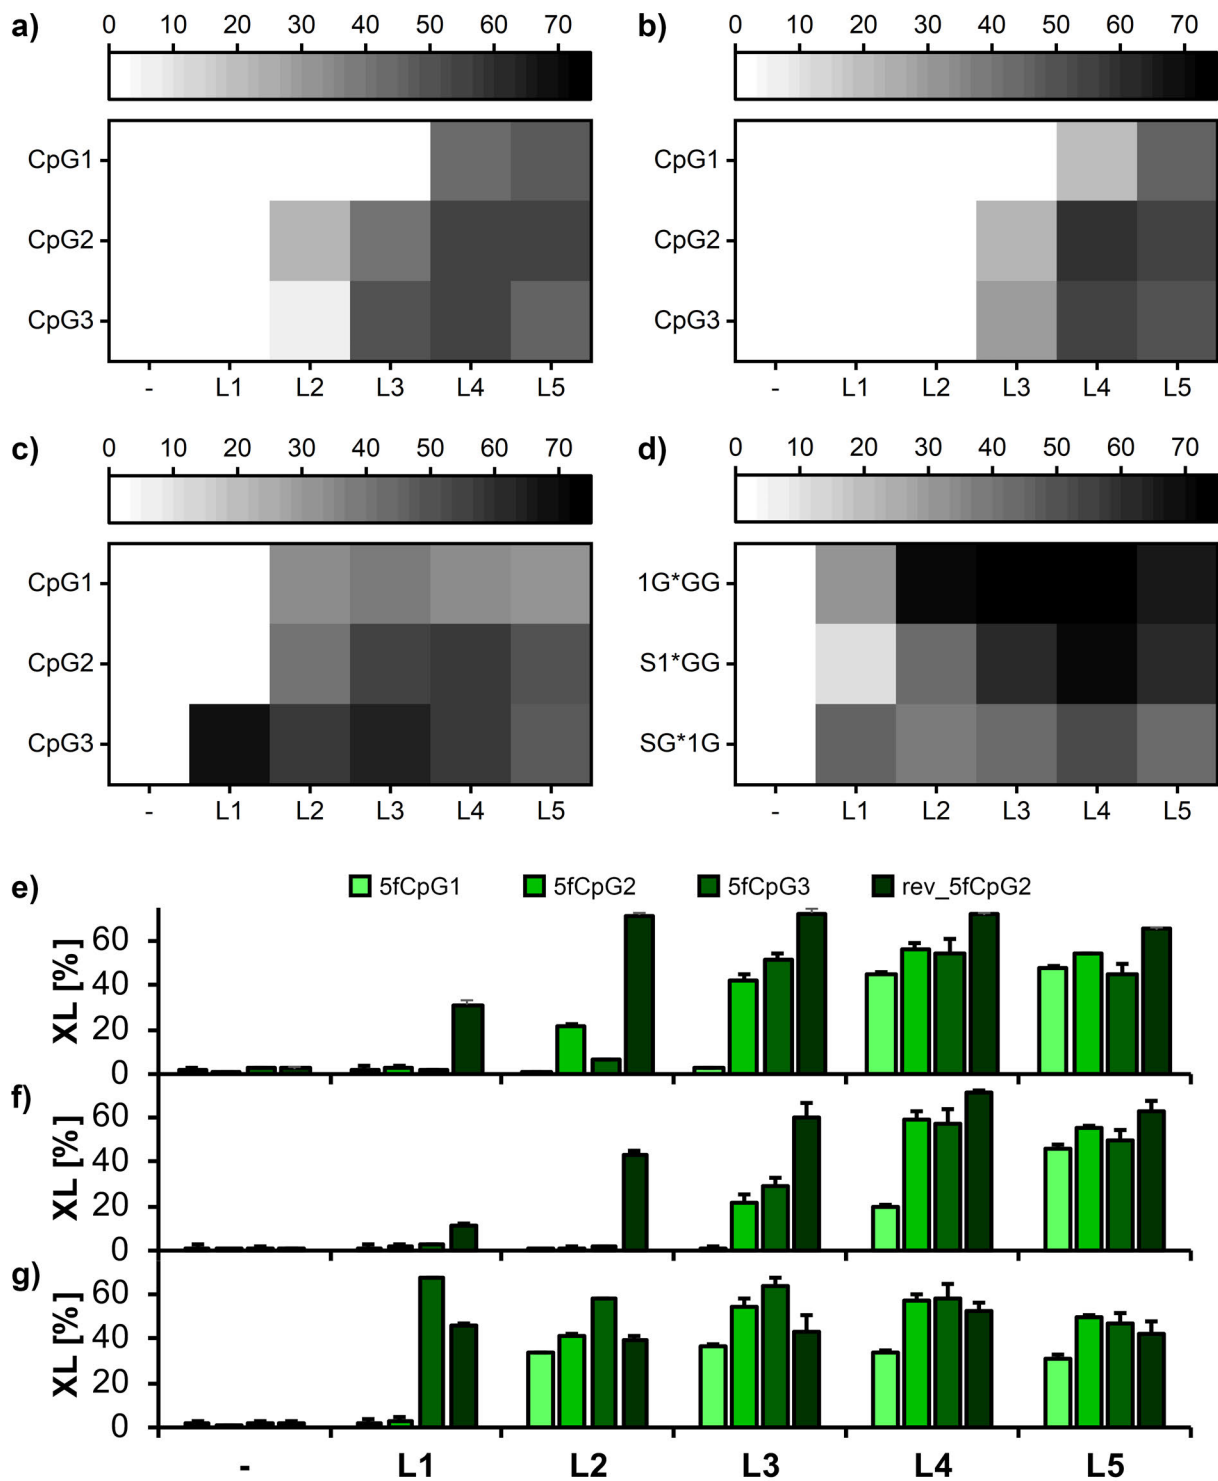 a)
0 10 20 30 40 50 60 70
CpG1
CpG2
CpG3
- L1 L2 L3 L4 L5
b)
0 10 20 30 40 50 60 70
CpG1
CpG2
CpG3
- L1 L2 L3 L4 L5
c)
0 10 20 30 40 50 60 70
CpG1
CpG2
CpG3
- L1 L2 L3 L4 L5
d)
0 10 20 30 40 50 60 70
1G*GG
S1*GG
SG*1G
- L1 L2 L3 L4 L5
e)
5fCpG1 5fCpG2 5fCpG3 rev_5fCpG2
XL [%]
60
40
20
0
f)
XL [%]
60
40
20
0
g)
XL [%]
60
40
20
0
- L1 L2 L3 L4 L5